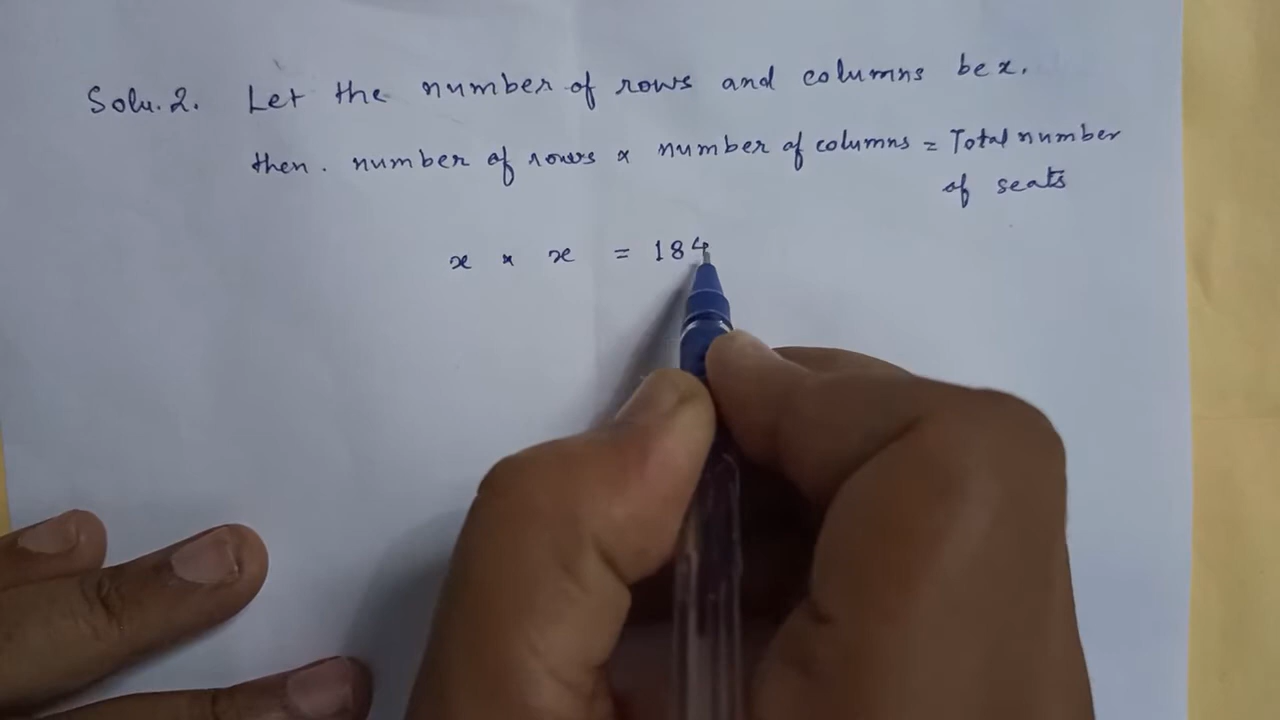 Solu. 2. Let the number of rows and columns be x.
then. number of rows × number of columns = Total number
of seats
x × x = 184